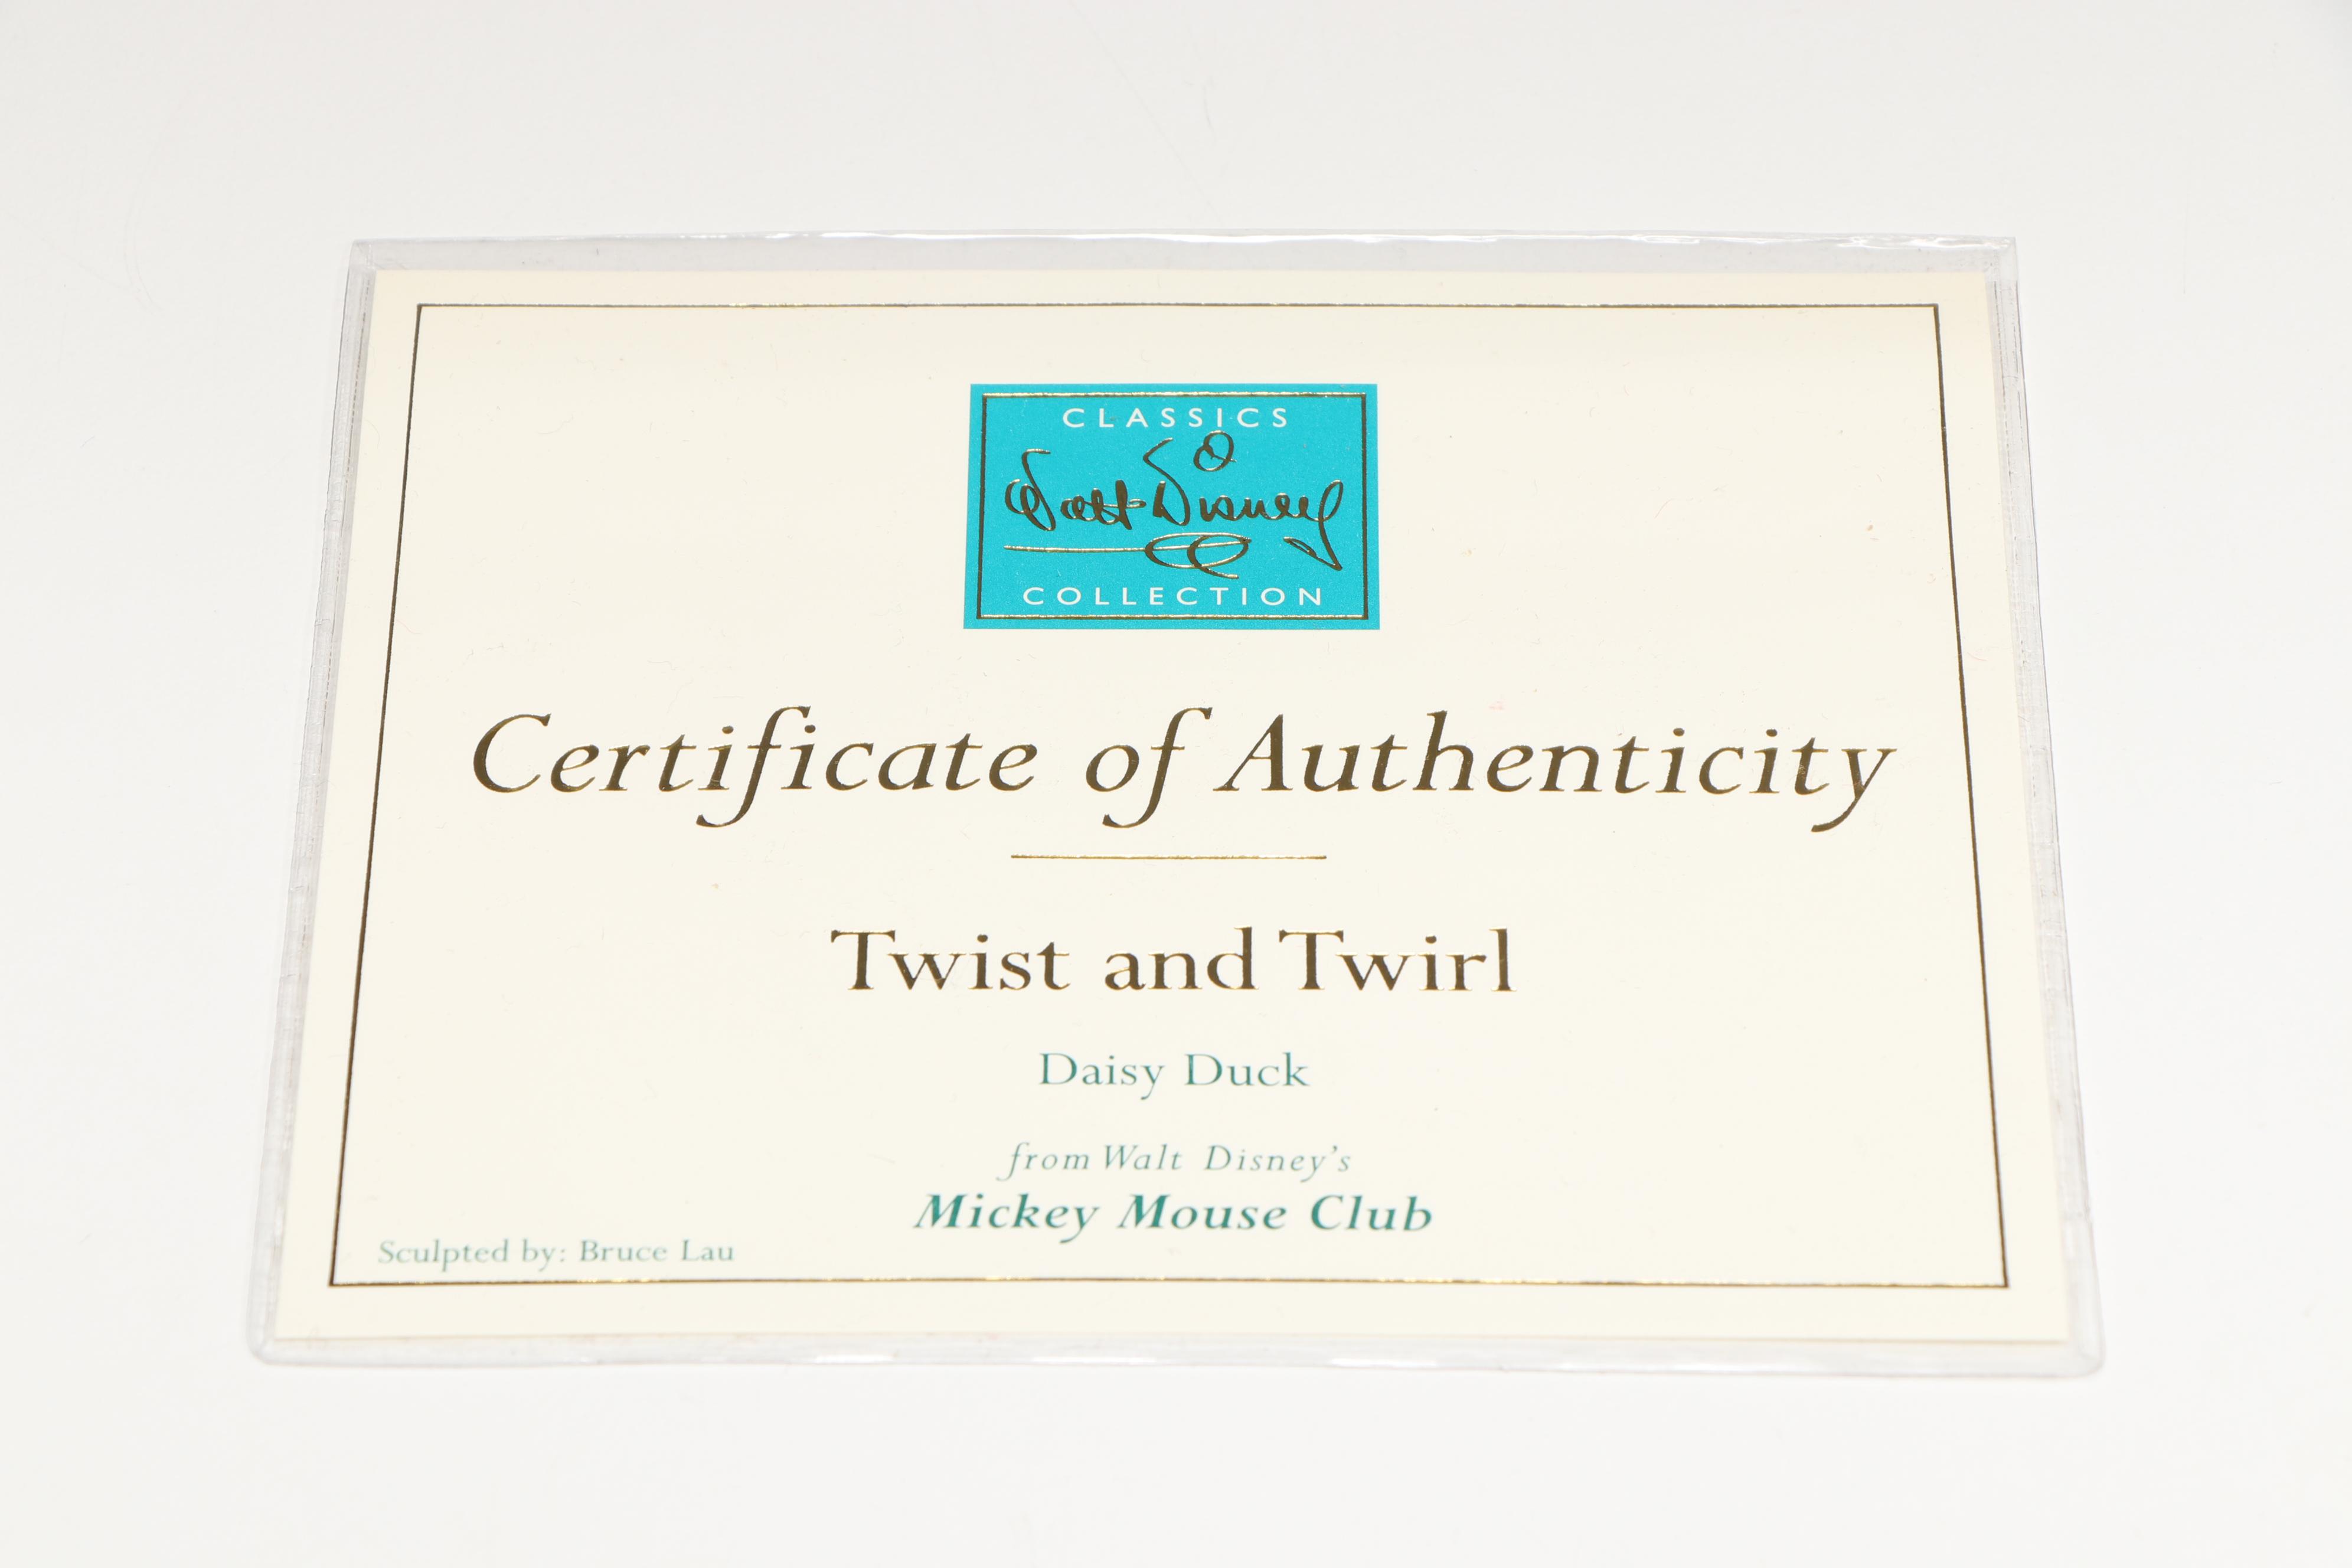 CLASSICS
Walt Disney
COLLECTION
Certificate of Authenticity
Twist and Twirl
Daisy Duck
from Walt Disney's
Mickey Mouse Club
Sculpted by: Bruce Lau